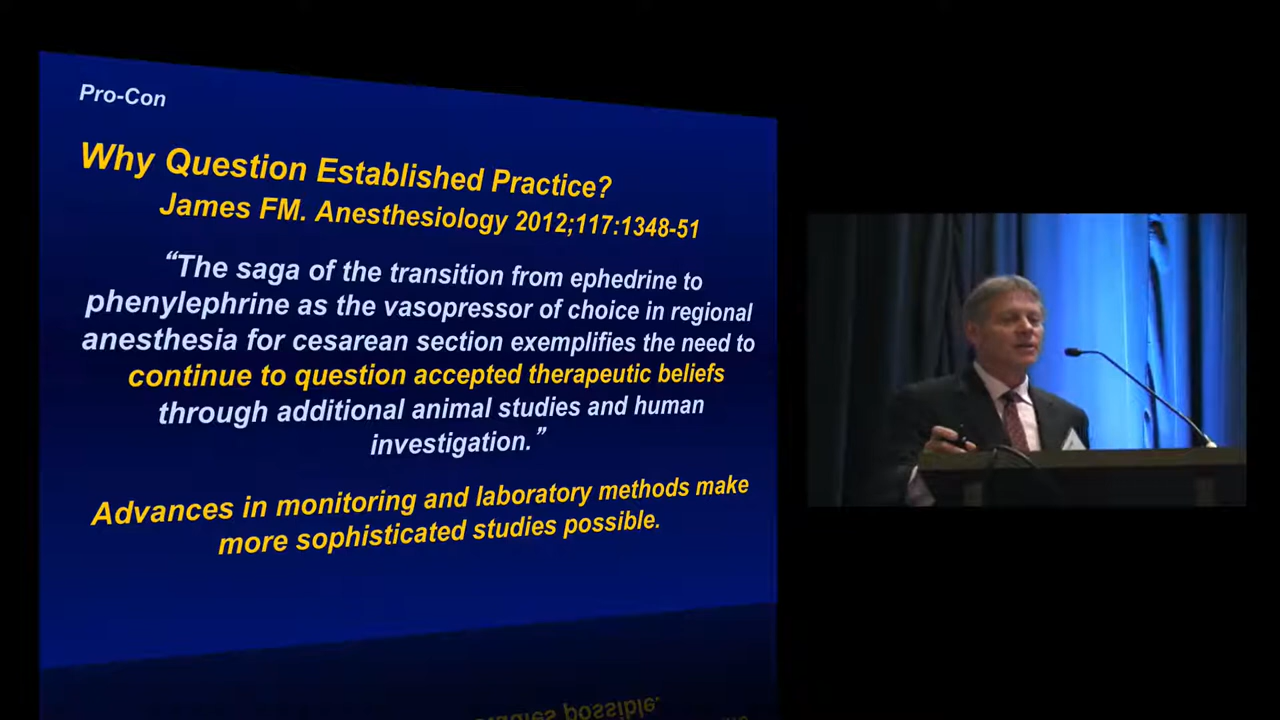 Pro-Con
Why Question Established Practice?
James FM. Anesthesiology 2012;117:1348-51
“The saga of the transition from ephedrine to
phenylephrine as the vasopressor of choice in regional
anesthesia for cesarean section exemplifies the need to
continue to question accepted therapeutic beliefs
through additional animal studies and human
investigation.”
Advances in monitoring and laboratory methods make
more sophisticated studies possible.